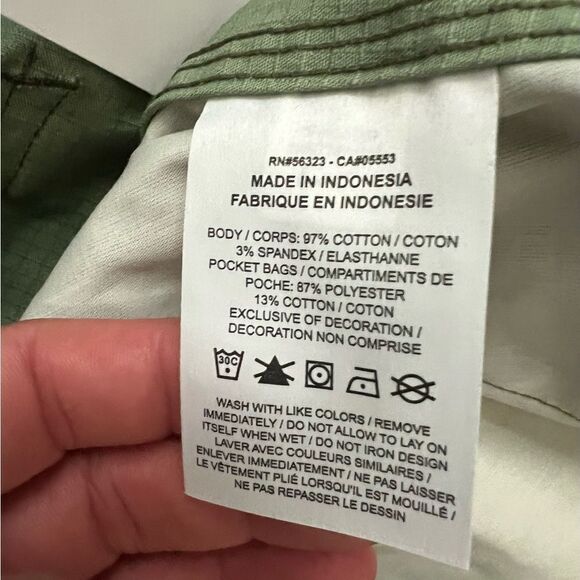 RN#56323 - CA#05553
MADE IN INDONESIA
FABRIQUE EN INDONESIE
BODY / CORPS: 97% COTTON / COTON
3% SPANDEX / ELASTHANNE
POCKET BAGS / COMPARTIMENTS DE
POCHE: 87% POLYESTER
13% COTTON / COTON
EXCLUSIVE OF DECORATION /
DECORATION NON COMPRISE
30C
WASH WITH LIKE COLORS / REMOVE
IMMEDIATELY / DO NOT ALLOW TO LAY ON
ITSELF WHEN WET / DO NOT IRON DESIGN
LAVER AVEC COULEURS SIMILAIRES /
ENLEVER IMMEDIATEMENT / NE PAS LAISSER
LE VÊTEMENT PLIÉ LORSQU'IL EST MOUILLÉ /
NE PAS REPASSER LE DESSIN